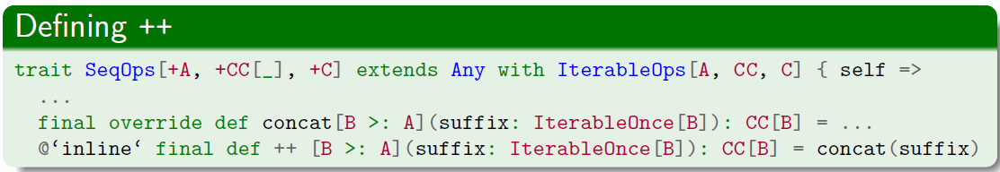 Defining ++
trait SeqOps[+A, +CC[_], +C] extends Any with IterableOps[A, CC, C] { self =>
...
final override def concat[B >: A](suffix: IterableOnce[B]): CC[B] = ...
@‘inline‘ final def ++ [B >: A](suffix: IterableOnce[B]): CC[B] = concat(suffix)